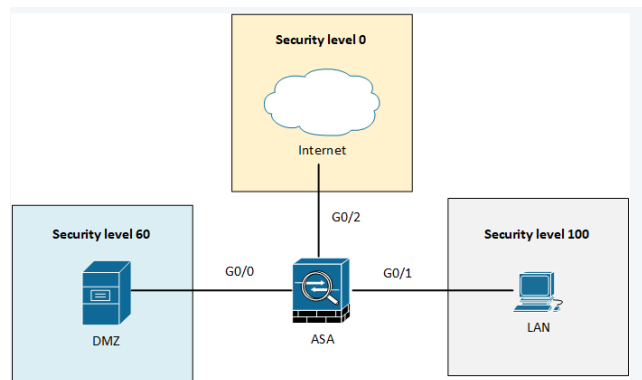 Security level 0
Internet
G0/2
Security level 60
Security level 100
G0/0
G0/1
DMZ
ASA
LAN